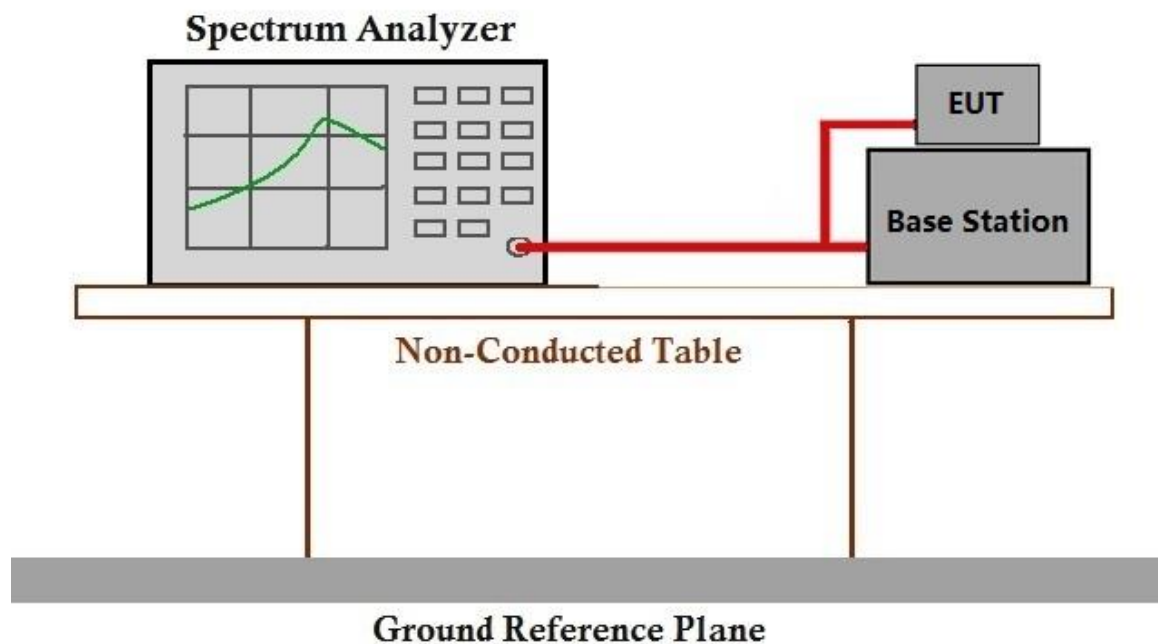 Spectrum Analyzer
EUT
Base Station
Non-Conducted Table
Ground Reference Plane